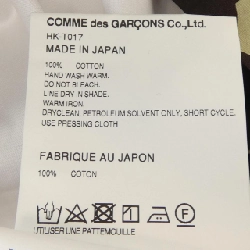 COMME des GARÇONS Co.,Ltd.
HK-T017
MADE IN JAPAN
100% COTTON
HAND WASH WARM.
DO NOT BLEACH.
LINE DRY IN SHADE.
WARM IRON
DRYCLEAN, PETROLEUM SOLVENT ONLY, SHORT CYCLE.
USE PRESSING CLOTH
FABRIQUE AU JAPON
100% COTON
F
UTILISER UNE PATTEMOUILLE